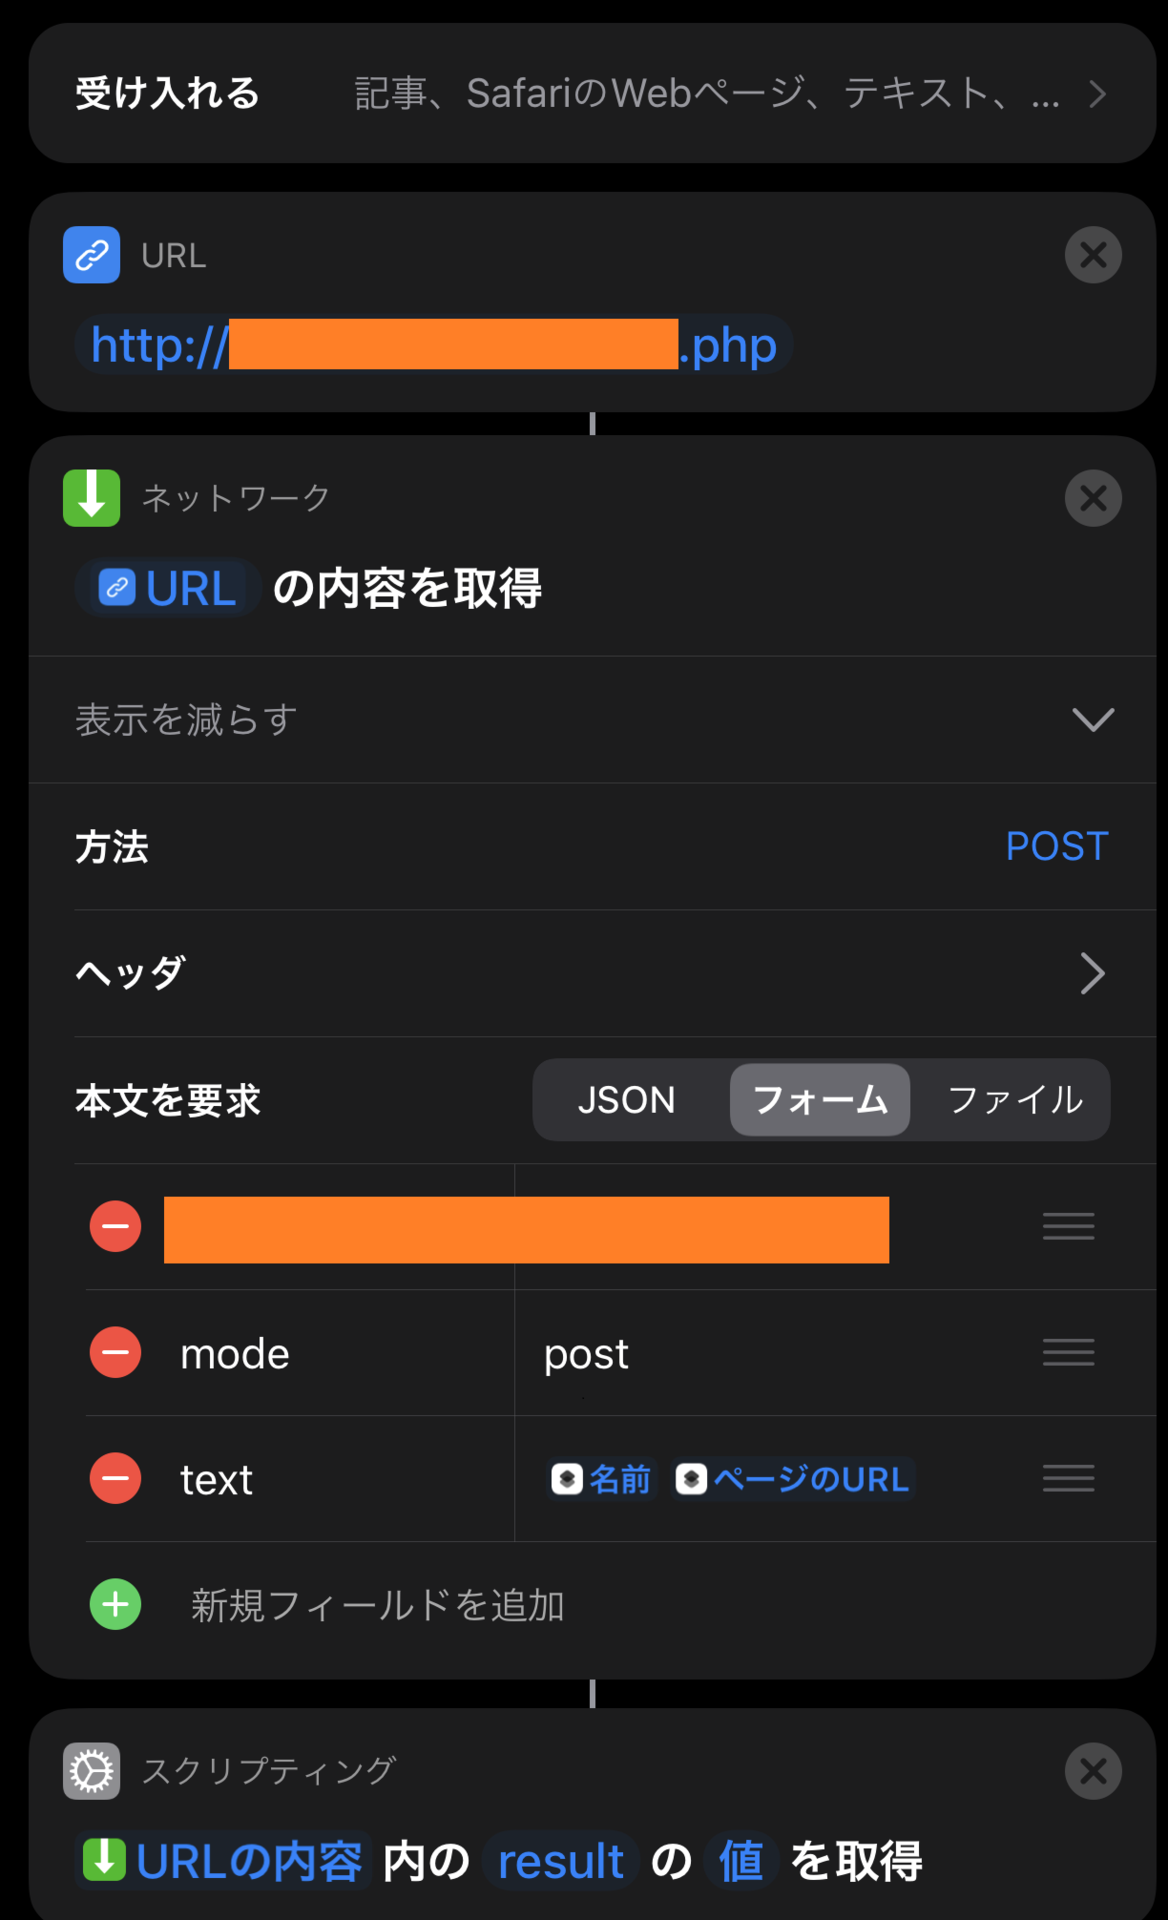 受け入れる 記事、SafariのWebページ、テキスト、...
URL
http:// .php
ネットワーク
URL の内容を取得
表示を減らす
方法 POST
ヘッダ
本文を要求 JSON フォーム ファイル
mode post
text 名前 ページのURL
新規フィールドを追加
スクリプティング
URLの内容 内の result の 値 を取得